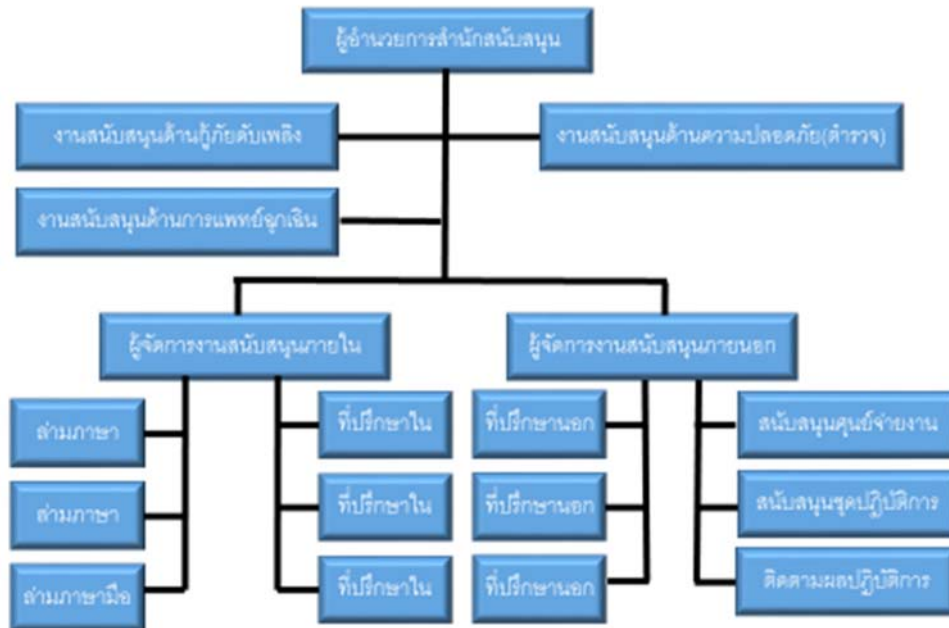 ผู้อำนวยการสำนักสนับสนุน
งานสนับสนุนด้านกู้ภัยดับเพลิง
งานสนับสนุนด้านความปลอดภัย(ตำรวจ)
งานสนับสนุนด้านการแพทย์ฉุกเฉิน
ผู้จัดการงานสนับสนุนภายใน
ผู้จัดการงานสนับสนุนภายนอก
ล่ามภาษา
ที่ปรึกษาใน
ที่ปรึกษานอก
สนับสนุนศูนย์จ่ายงาน
ล่ามภาษา
ที่ปรึกษาใน
ที่ปรึกษานอก
สนับสนุนชุดปฏิบัติการ
ล่ามภาษามือ
ที่ปรึกษาใน
ที่ปรึกษานอก
ติดตามผลปฏิบัติการ